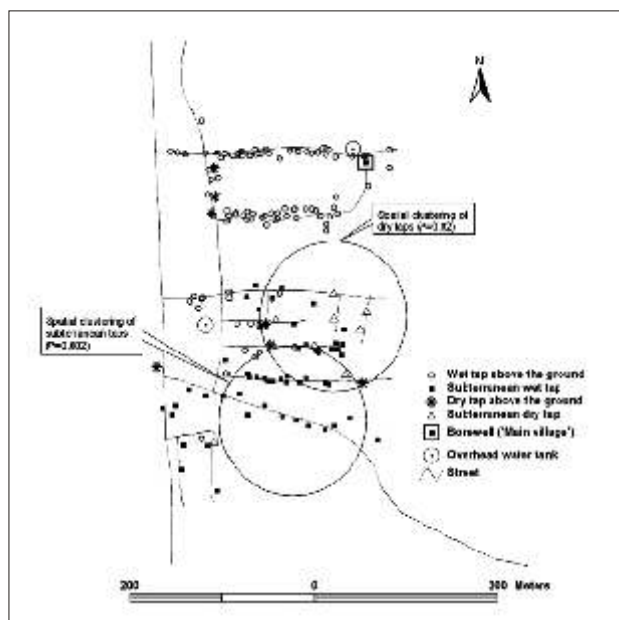 N
Spatial clustering of
dry taps (P=0.02)
Spatial clustering of
subterranean taps
(P=0.002)
Wet tap above the ground
Subterranean wet tap
Dry tap above the ground
Subterranean dry tap
Borewell ('Main village')
Overhead water tank
Street
200 0 300 Meters